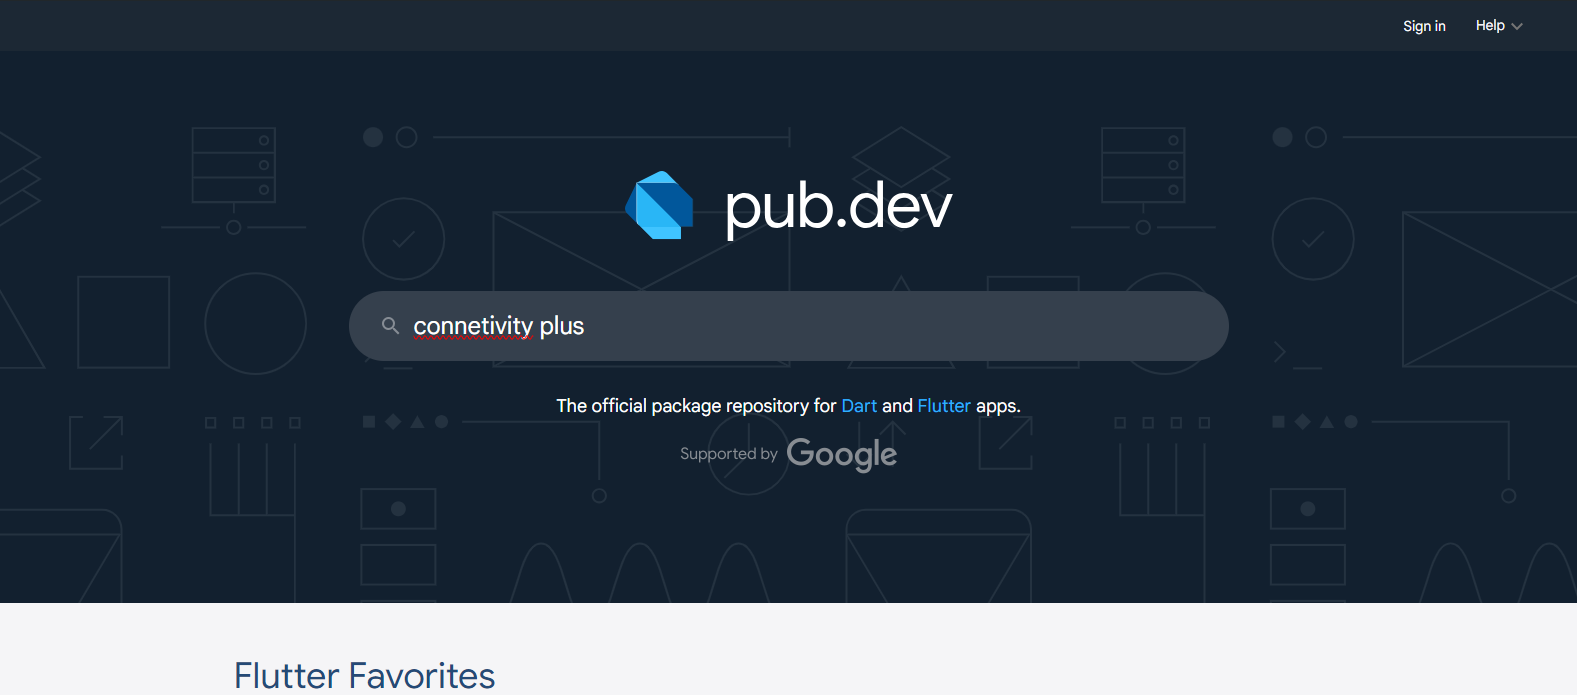 Sign in Help
pub.dev
connetivity plus
The official package repository for Dart and Flutter apps.
Supported by Google
Flutter Favorites